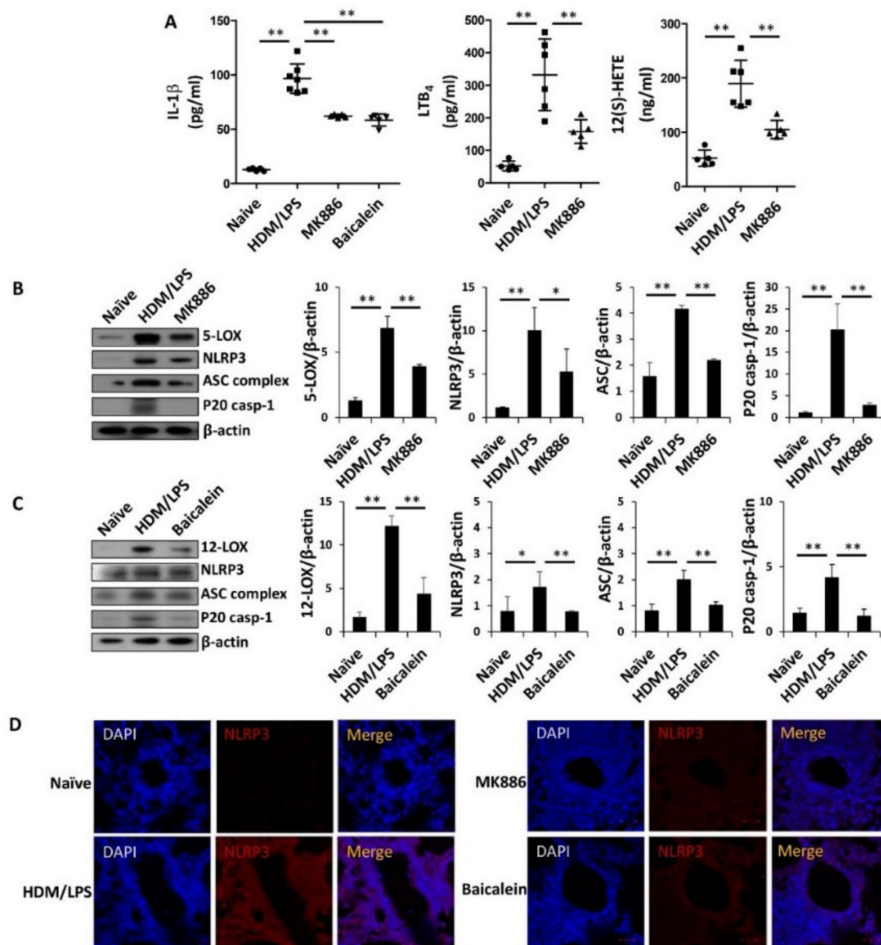 A
IL-1β
(pg/ml)
150
100
50
0
** ** **
Naïve
HDM/LPS
MK886
Baicalein
LTB4
(pg/ml)
500
400
300
200
100
0
** **
Naïve
HDM/LPS
MK886
12(S)-HETE
(ng/ml)
300
200
100
0
** **
Naïve
HDM/LPS
MK886
B
Naïve
HDM/LPS
MK886
5-LOX
NLRP3
ASC complex
P20 casp-1
β-actin
5-LOX/β-actin
10
5
0
** **
Naïve
HDM/LPS
MK886
NLRP3/β-actin
15
10
5
0
** *
Naïve
HDM/LPS
MK886
ASC/β-actin
5
4
3
2
1
0
** **
Naïve
HDM/LPS
MK886
P20 casp-1/β-actin
30
25
20
15
10
5
0
** **
Naïve
HDM/LPS
MK886
C
Naïve
HDM/LPS
Baicalein
12-LOX
NLRP3
ASC complex
P20 casp-1
β-actin
12-LOX/β-actin
15
10
5
0
** **
Naïve
HDM/LPS
Baicalein
NLRP3/β-actin
5
4
3
2
1
0
* **
Naïve
HDM/LPS
Baicalein
ASC/β-actin
5
4
3
2
1
0
** **
Naïve
HDM/LPS
Baicalein
P20 casp-1/β-actin
10
5
0
** **
Naïve
HDM/LPS
Baicalein
D
Naïve
DAPI NLRP3 Merge
MK886
DAPI NLRP3 Merge
HDM/LPS
DAPI NLRP3 Merge
Baicalein
DAPI NLRP3 Merge